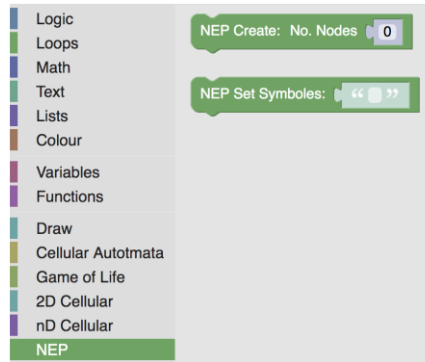 Logic
Loops
Math
Text
Lists
Colour
Variables
Functions
Draw
Cellular Autotmata
Game of Life
2D Cellular
nD Cellular
NEP
NEP Create: No. Nodes 0
NEP Set Symboles: “ ”